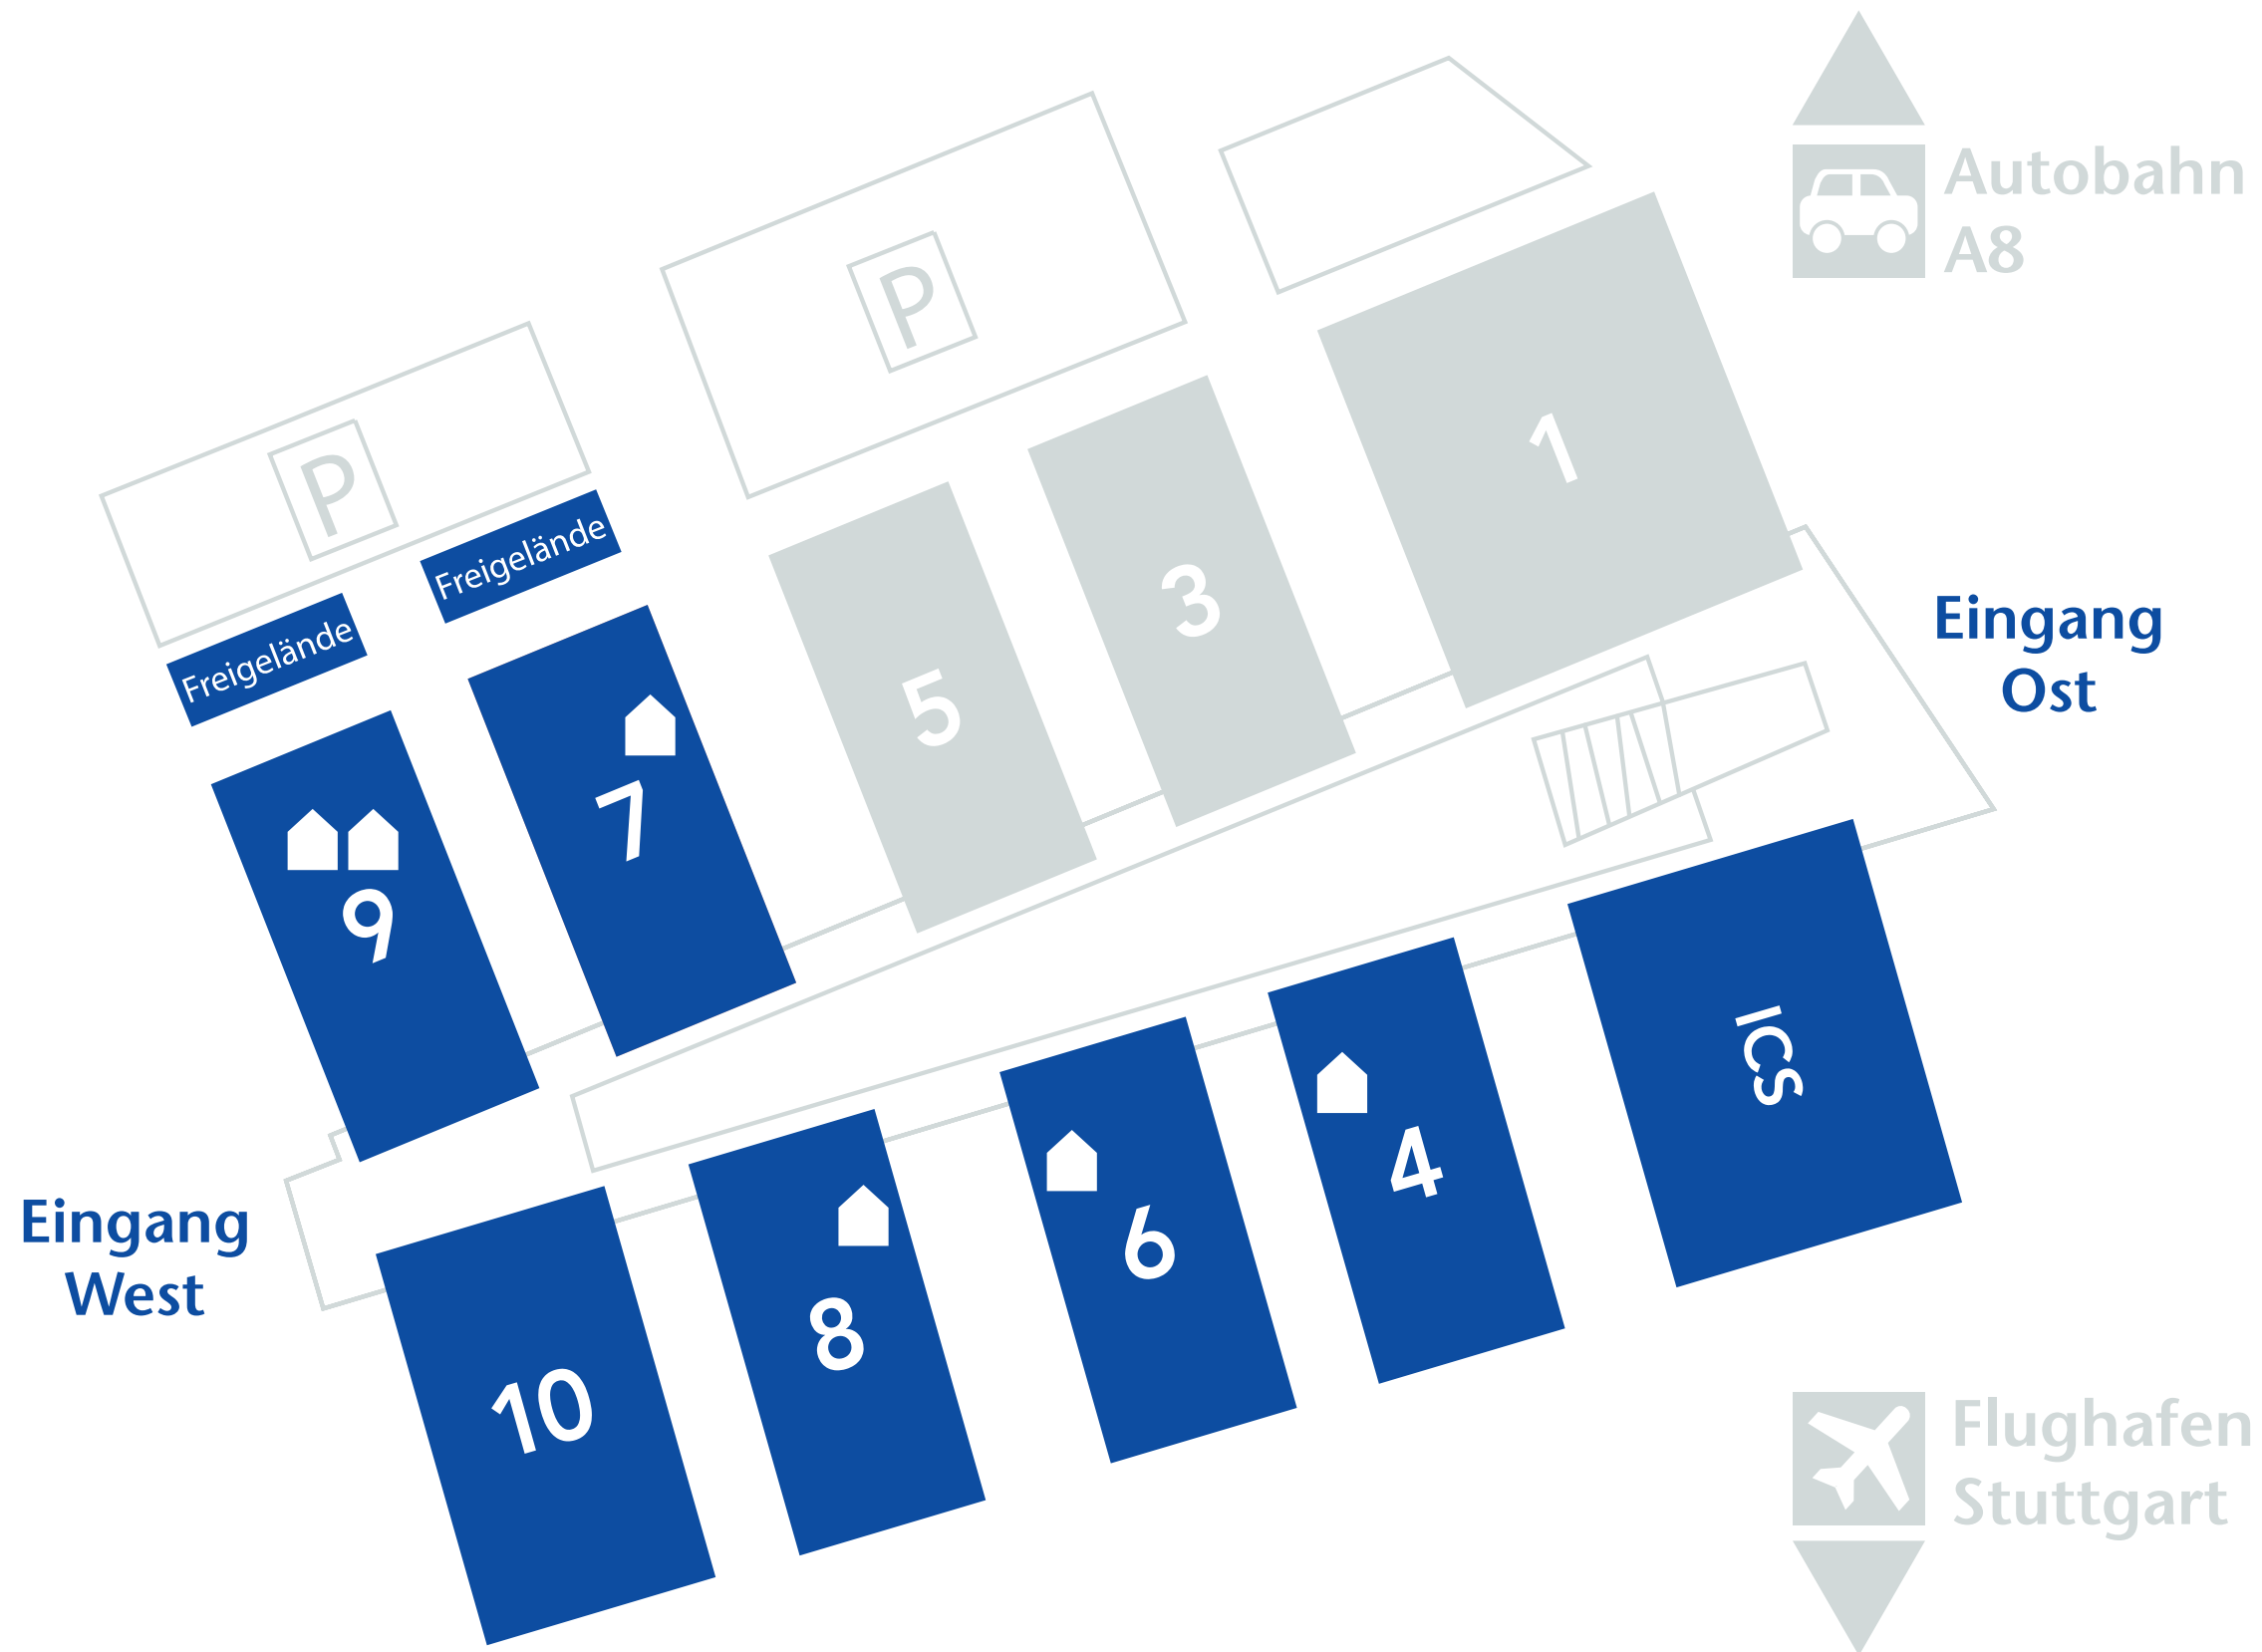 Autobahn
A8
P
P
1
3
5
Freigelände
Freigelände
7
9
Eingang
Ost
ICS
4
6
8
10
Eingang
West
Flughafen
Stuttgart